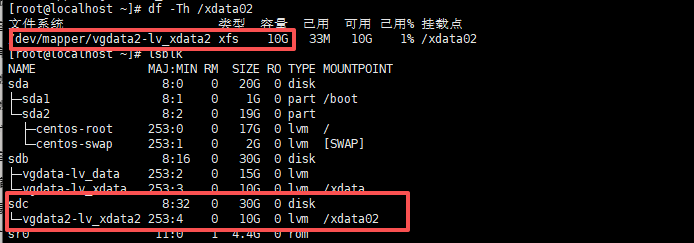 [root@localhost ~]# df -Th /xdata02
文件系统 类型 容量 已用 可用 已用% 挂载点
/dev/mapper/vgdata2-lv_xdata2 xfs 10G 33M 10G 1% /xdata02
[root@localhost ~]# lsblk
NAME MAJ:MIN RM SIZE RO TYPE MOUNTPOINT
sda 8:0 0 20G 0 disk
├─sda1 8:1 0 1G 0 part /boot
└─sda2 8:2 0 19G 0 part
├─centos-root 253:0 0 17G 0 lvm /
└─centos-swap 253:1 0 2G 0 lvm [SWAP]
sdb 8:16 0 30G 0 disk
├─vgdata-lv_data 253:2 0 15G 0 lvm
└─vgdata-lv_xdata 253:3 0 10G 0 lvm /xdata
sdc 8:32 0 30G 0 disk
└─vgdata2-lv_xdata2 253:4 0 10G 0 lvm /xdata02
sr0 11:0 1 4.4G 0 rom